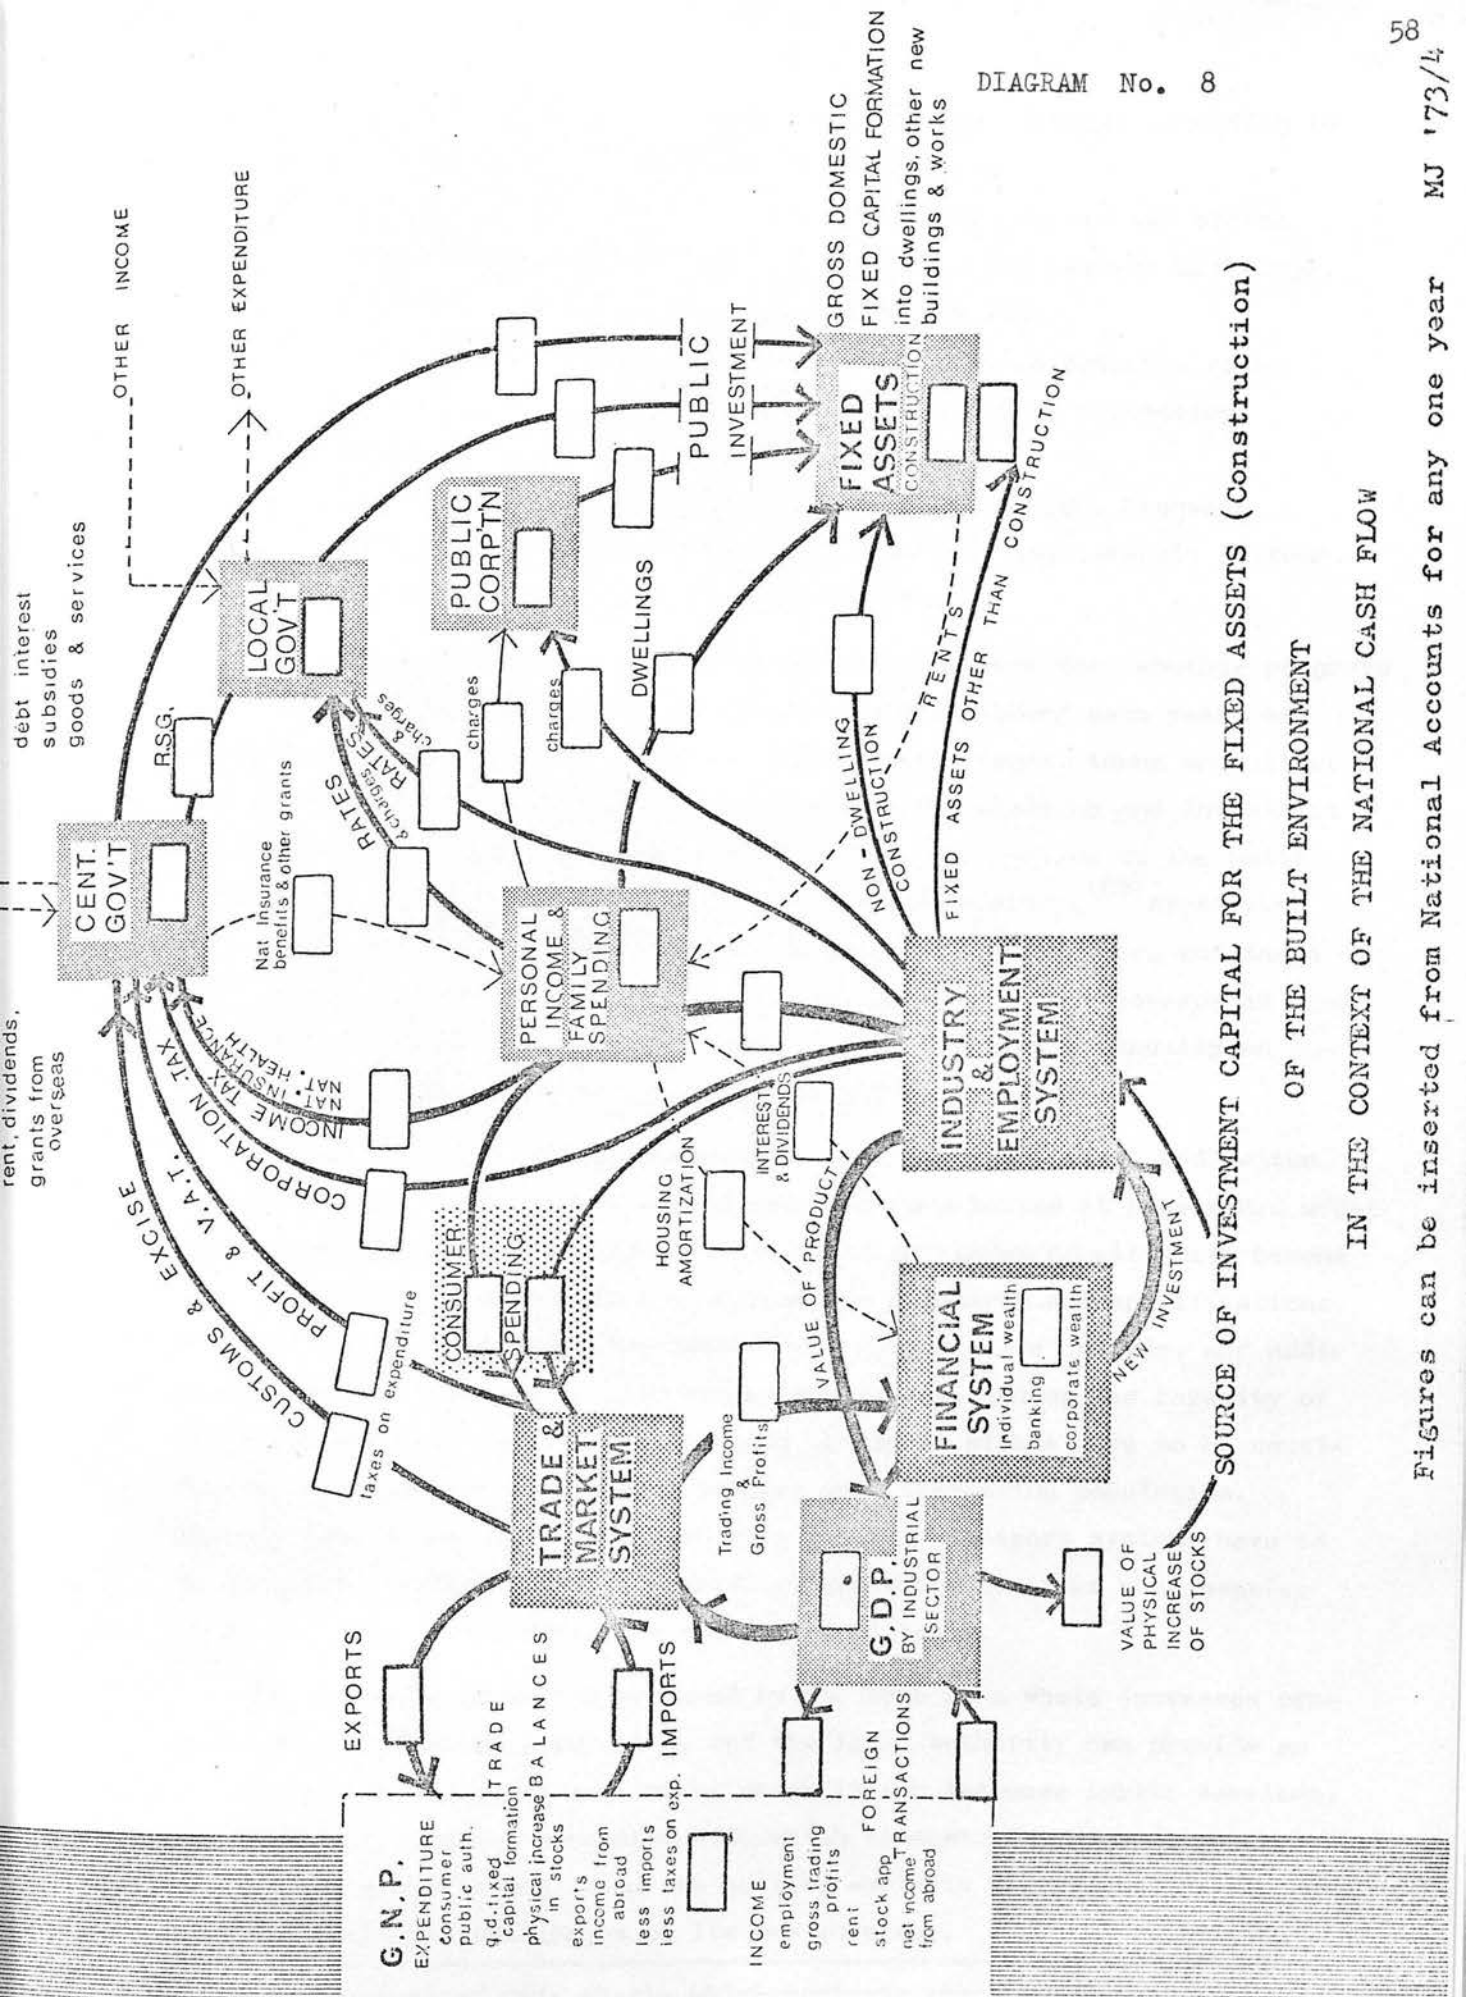 58
DIAGRAM No. 8
rent, dividends,
grants from
overseas
debt interest
subsidies
goods & services
OTHER INCOME
OTHER EXPENDITURE
CENT.
GOV'T
R.S.G.
LOCAL
GOV'T
Nat Insurance
benefits & other grants
RATES
& charges
RATES
& charges
PUBLIC
CORP'TN
charges
charges
PUBLIC
INVESTMENT
GROSS DOMESTIC
FIXED CAPITAL FORMATION
into dwellings, other new
buildings & works
FIXED
ASSETS
CONSTRUCTION
DWELLINGS
NON-DWELLING
CONSTRUCTION
RENTS
FIXED ASSETS OTHER THAN CONSTRUCTION
CUSTOMS & EXCISE
PROFIT & V.A.T.
CORPORATION TAX
INCOME TAX
NAT. INSURANCE
NAT. HEALTH
PERSONAL
INCOME &
FAMILY
SPENDING
taxes on expenditure
CONSUMER
SPENDING
HOUSING
AMORTIZATION
INTEREST
& DIVIDENDS
INDUSTRY
&
EMPLOYMENT
SYSTEM
TRADE &
MARKET
SYSTEM
VALUE OF PRODUCT
Trading Income
&
Gross Profits
FINANCIAL
SYSTEM
individual wealth
banking
corporate wealth
NEW INVESTMENT
EXPORTS
TRADE
BALANCES
IMPORTS
G.D.P.
BY INDUSTRIAL
SECTOR
VALUE OF
PHYSICAL
INCREASE
OF STOCKS
FOREIGN
TRANSACTIONS
G.N.P.
EXPENDITURE
consumer
public auth.
g.d.fixed
capital formation
physical increase
in stocks
export's
income from
abroad
less imports
less taxes on exp.
INCOME
employment
gross trading
profits
rent
stock app
net income
from abroad
SOURCE OF INVESTMENT CAPITAL FOR THE FIXED ASSETS (Construction)
OF THE BUILT ENVIRONMENT
IN THE CONTEXT OF THE NATIONAL CASH FLOW
Figures can be inserted from National Accounts for any one year MJ '73/4